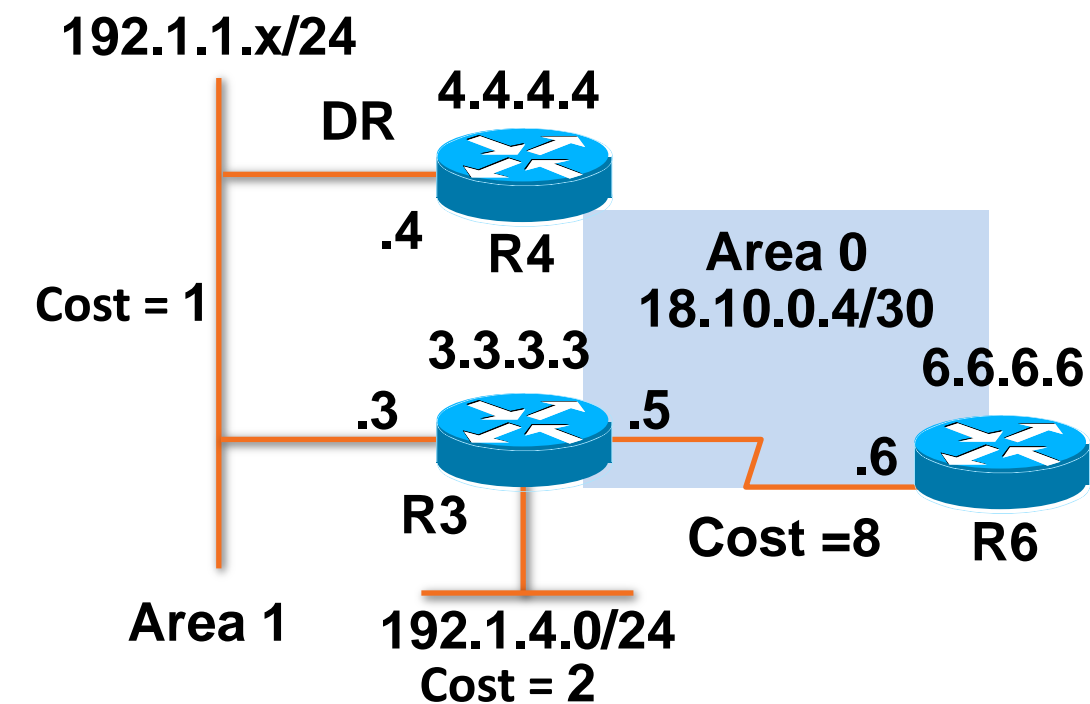 192.1.1.x/24
4.4.4.4
DR
.4
R4
Area 0
18.10.0.4/30
Cost = 1
3.3.3.3
6.6.6.6
.3
.5
.6
R3
Cost =8
R6
Area 1
192.1.4.0/24
Cost = 2